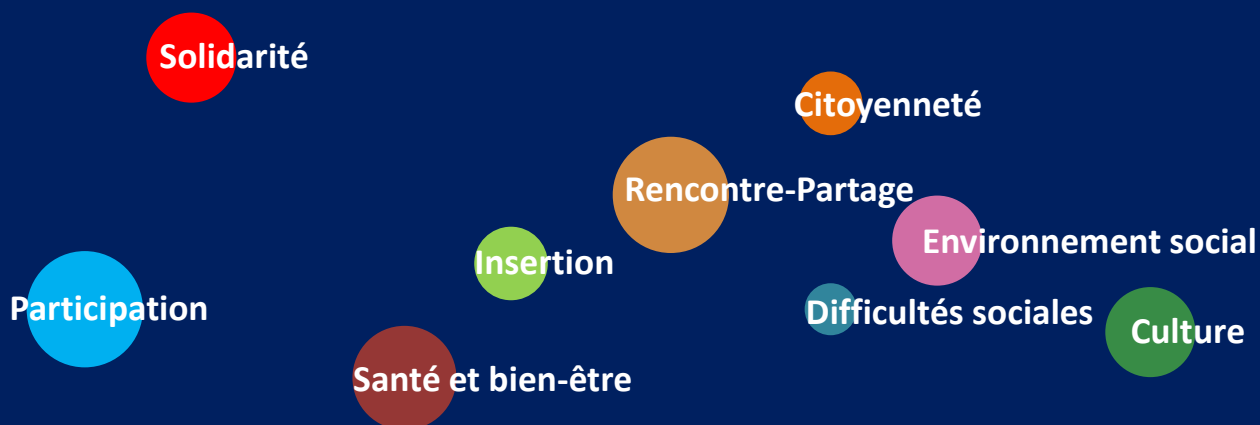 Solidarité
Citoyenneté
Rencontre-Partage
Environnement social
Insertion
Participation
Difficultés sociales
Culture
Santé et bien-être